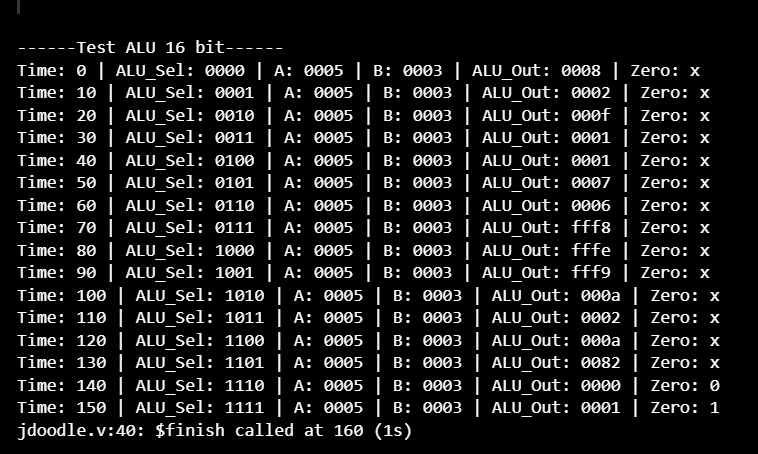 ------Test ALU 16 bit------
Time: 0 | ALU_Sel: 0000 | A: 0005 | B: 0003 | ALU_Out: 0008 | Zero: x
Time: 10 | ALU_Sel: 0001 | A: 0005 | B: 0003 | ALU_Out: 0002 | Zero: x
Time: 20 | ALU_Sel: 0010 | A: 0005 | B: 0003 | ALU_Out: 000f | Zero: x
Time: 30 | ALU_Sel: 0011 | A: 0005 | B: 0003 | ALU_Out: 0001 | Zero: x
Time: 40 | ALU_Sel: 0100 | A: 0005 | B: 0003 | ALU_Out: 0001 | Zero: x
Time: 50 | ALU_Sel: 0101 | A: 0005 | B: 0003 | ALU_Out: 0007 | Zero: x
Time: 60 | ALU_Sel: 0110 | A: 0005 | B: 0003 | ALU_Out: 0006 | Zero: x
Time: 70 | ALU_Sel: 0111 | A: 0005 | B: 0003 | ALU_Out: fff8 | Zero: x
Time: 80 | ALU_Sel: 1000 | A: 0005 | B: 0003 | ALU_Out: fffe | Zero: x
Time: 90 | ALU_Sel: 1001 | A: 0005 | B: 0003 | ALU_Out: fff9 | Zero: x
Time: 100 | ALU_Sel: 1010 | A: 0005 | B: 0003 | ALU_Out: 000a | Zero: x
Time: 110 | ALU_Sel: 1011 | A: 0005 | B: 0003 | ALU_Out: 0002 | Zero: x
Time: 120 | ALU_Sel: 1100 | A: 0005 | B: 0003 | ALU_Out: 000a | Zero: x
Time: 130 | ALU_Sel: 1101 | A: 0005 | B: 0003 | ALU_Out: 0082 | Zero: x
Time: 140 | ALU_Sel: 1110 | A: 0005 | B: 0003 | ALU_Out: 0000 | Zero: 0
Time: 150 | ALU_Sel: 1111 | A: 0005 | B: 0003 | ALU_Out: 0001 | Zero: 1
jdoodle.v:40: $finish called at 160 (1s)